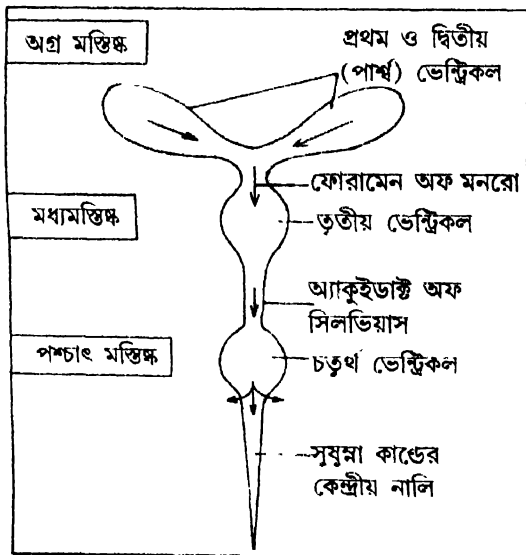 অগ্র মস্তিষ্ক
প্রথম ও দ্বিতীয়
(পার্শ্ব) ভেন্ট্রিকল
ফোরামেন অফ মনরো
মধ্যমস্তিষ্ক
তৃতীয় ভেন্ট্রিকল
অ্যাকুইডাক্ট অফ
সিলভিয়াস
পশ্চাৎ মস্তিষ্ক
চতুর্থ ভেন্ট্রিকল
সুষুম্না কান্ডের
কেন্দ্রীয় নালি